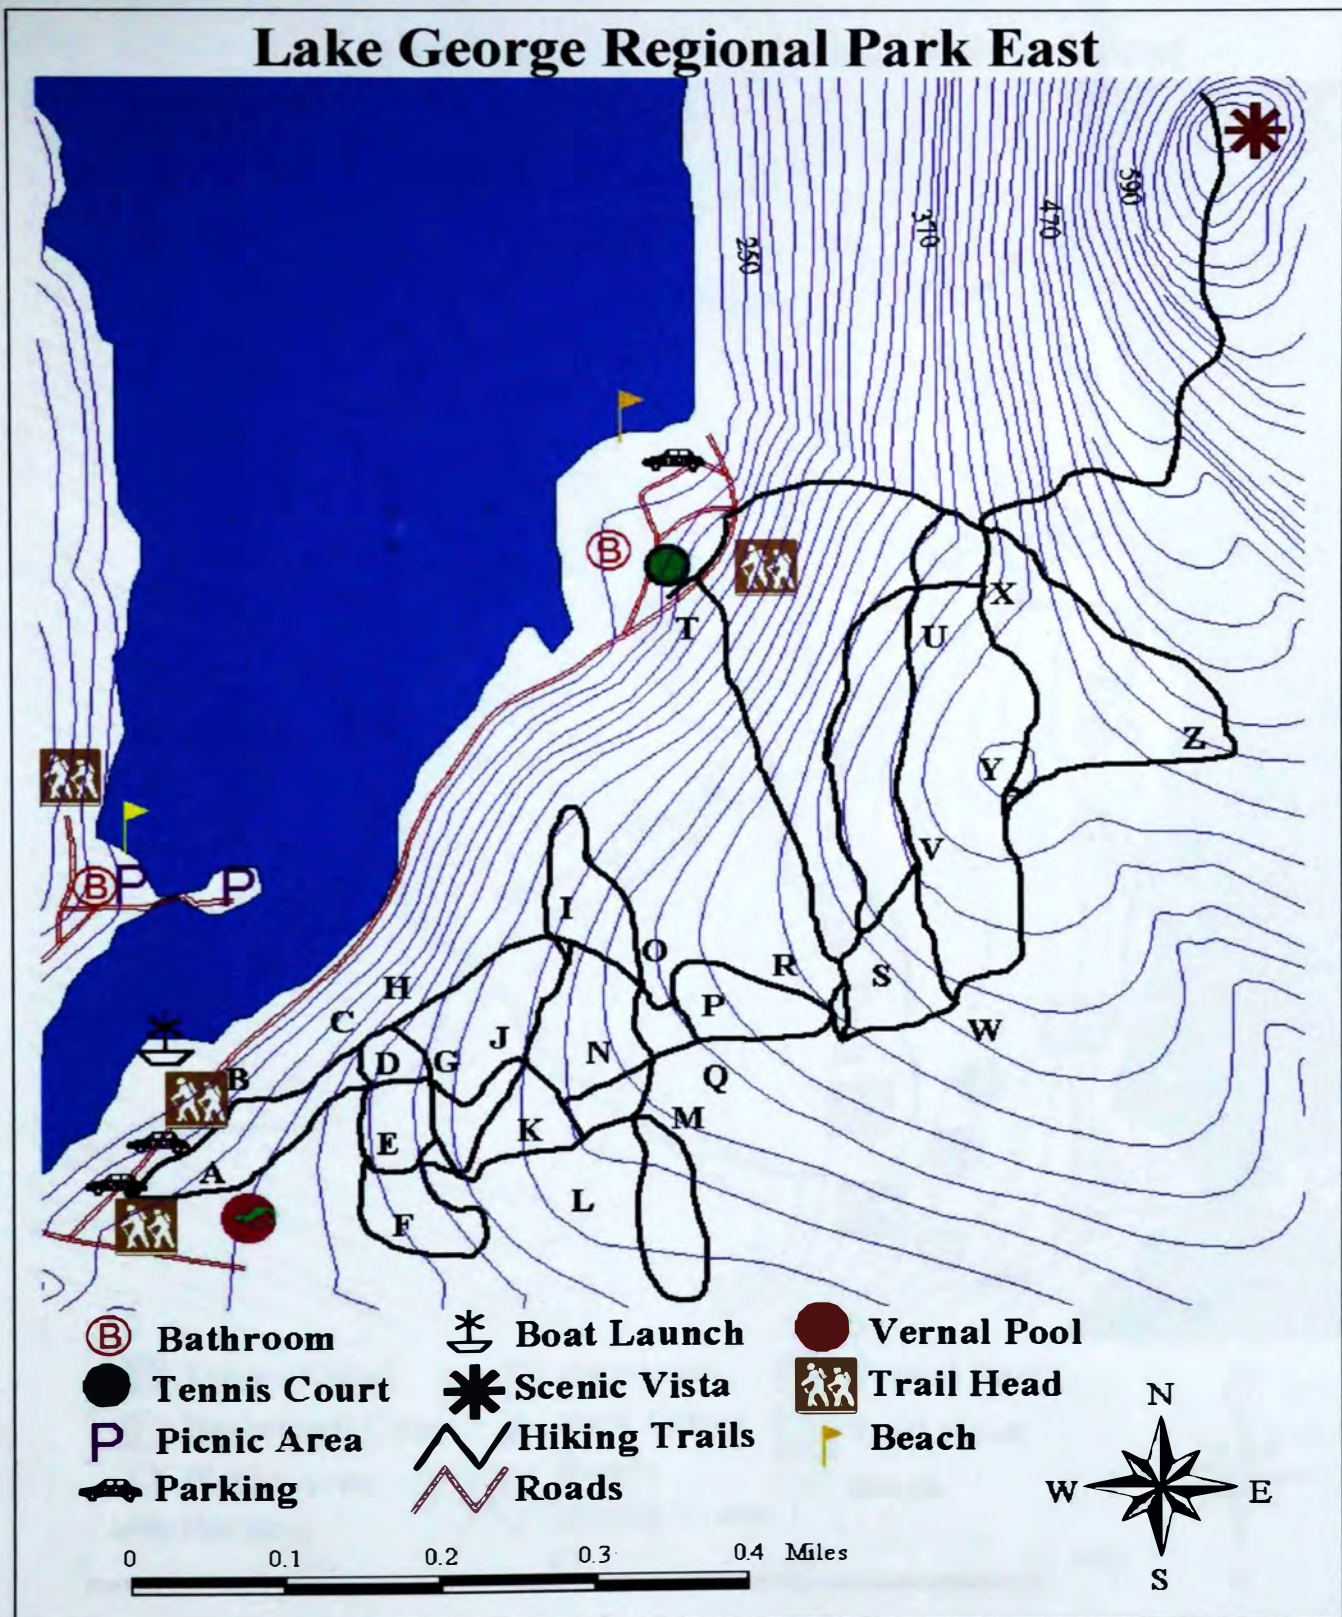 Lake George Regional Park East
250
310
470
590
T
X
U
Z
Y
V
I
O
R
S
H
P
C
W
J
N
D
G
B
Q
K
M
E
A
L
F
B
B
P
P
B Bathroom
Boat Launch
Vernal Pool
Tennis Court
Scenic Vista
Trail Head
P Picnic Area
Hiking Trails
Beach
Parking
Roads
N
W E
S
0 0.1 0.2 0.3 0.4 Miles